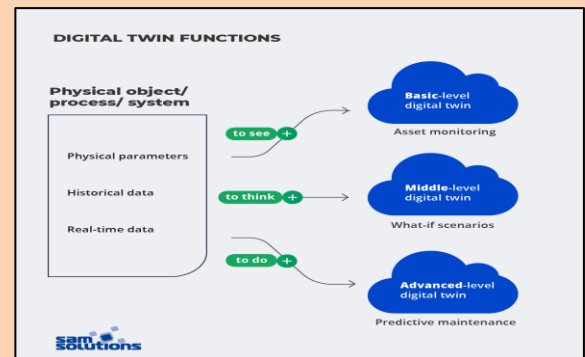 DIGITAL TWIN FUNCTIONS
Physical object/
process/ system
Physical parameters
Historical data
Real-time data
to see +
to think +
to do +
Basic-level
digital twin
Asset monitoring
Middle-level
digital twin
What-if scenarios
Advanced-level
digital twin
Predictive maintenance
sam
solutions